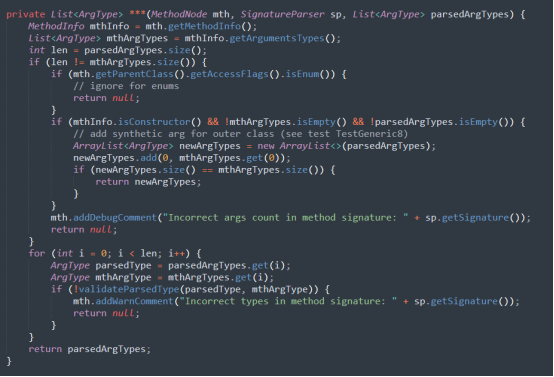 private List<ArgType> ***(MethodNode mth, SignatureParser sp, List<ArgType> parsedArgTypes) {
    MethodInfo mthInfo = mth.getMethodInfo();
    List<ArgType> mthArgTypes = mthInfo.getArgumentsTypes();
    int len = parsedArgTypes.size();
    if (len != mthArgTypes.size()) {
        if (mth.getParentClass().getAccessFlags().isEnum()) {
            // ignore for enums
            return null;
        }
        if (mthInfo.isConstructor() && !mthArgTypes.isEmpty() && !parsedArgTypes.isEmpty()) {
            // add synthetic arg for outer class (see test TestGeneric8)
            ArrayList<ArgType> newArgTypes = new ArrayList<>(parsedArgTypes);
            newArgTypes.add(0, mthArgTypes.get(0));
            if (newArgTypes.size() == mthArgTypes.size()) {
                return newArgTypes;
            }
        }
        mth.addDebugComment("Incorrect args count in method signature: " + sp.getSignature());
        return null;
    }
    for (int i = 0; i < len; i++) {
        ArgType parsedType = parsedArgTypes.get(i);
        ArgType mthArgType = mthArgTypes.get(i);
        if (!validateParsedType(parsedType, mthArgType)) {
            mth.addWarnComment("Incorrect types in method signature: " + sp.getSignature());
            return null;
        }
    }
    return parsedArgTypes;
}